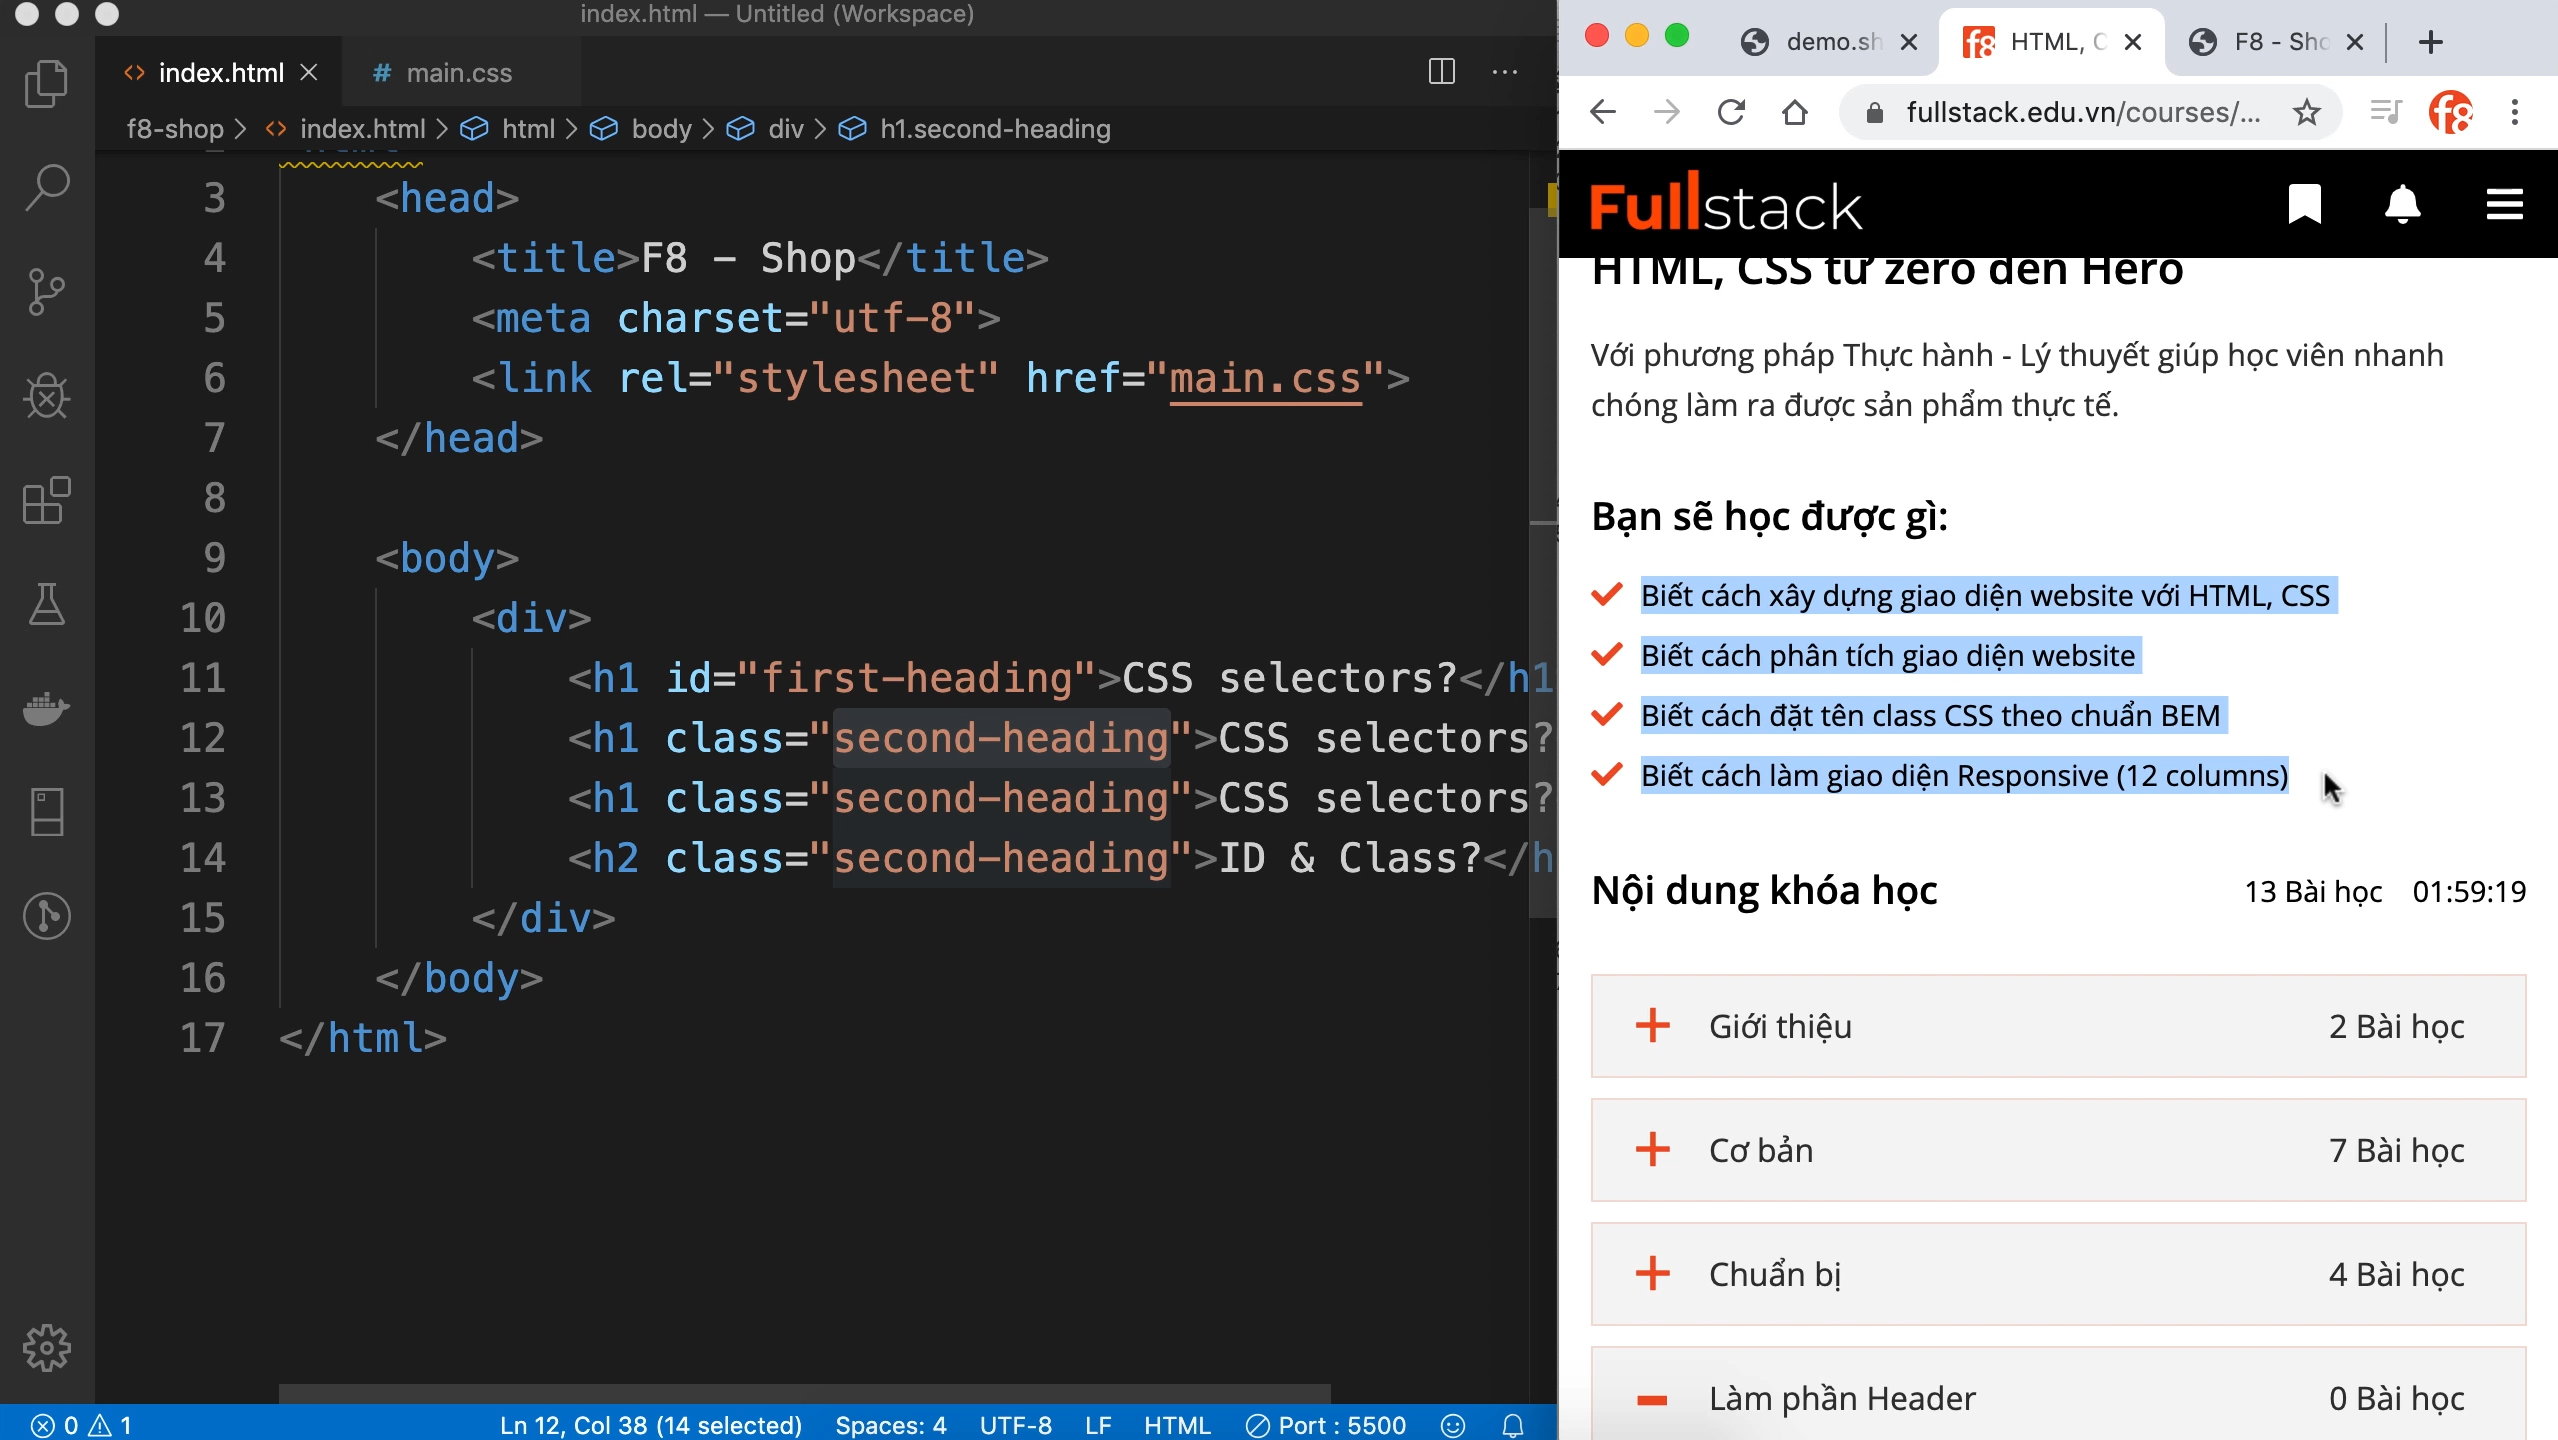 index.html — Untitled (Workspace)
index.html
# main.css
f8-shop > index.html > html > body > div > h1.second-heading
3 <head>
4 <title>F8 - Shop</title>
5 <meta charset="utf-8">
6 <link rel="stylesheet" href="main.css">
7 </head>
8
9 <body>
10 <div>
11 <h1 id="first-heading">CSS selectors?</h1
12 <h1 class="second-heading">CSS selectors?
13 <h1 class="second-heading">CSS selectors?
14 <h2 class="second-heading">ID & Class?</h
15 </div>
16 </body>
17 </html>
0 1
Ln 12, Col 38 (14 selected) Spaces: 4 UTF-8 LF HTML Port : 5500
demo.sh
f8 HTML, C
F8 - Sho
fullstack.edu.vn/courses/...
f8
Fullstack
HTML, CSS từ zero đến Hero
Với phương pháp Thực hành - Lý thuyết giúp học viên nhanh
chóng làm ra được sản phẩm thực tế.
Bạn sẽ học được gì:
Biết cách xây dựng giao diện website với HTML, CSS
Biết cách phân tích giao diện website
Biết cách đặt tên class CSS theo chuẩn BEM
Biết cách làm giao diện Responsive (12 columns)
Nội dung khóa học 13 Bài học 01:59:19
Giới thiệu 2 Bài học
Cơ bản 7 Bài học
Chuẩn bị 4 Bài học
Làm phần Header 0 Bài học